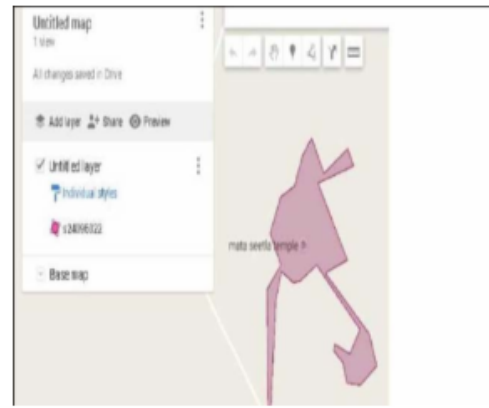 Untitled map
1 view
All changes saved in Drive
Add layer Share Preview
Untitled layer
Individual styles
mata seetla temple
Base map